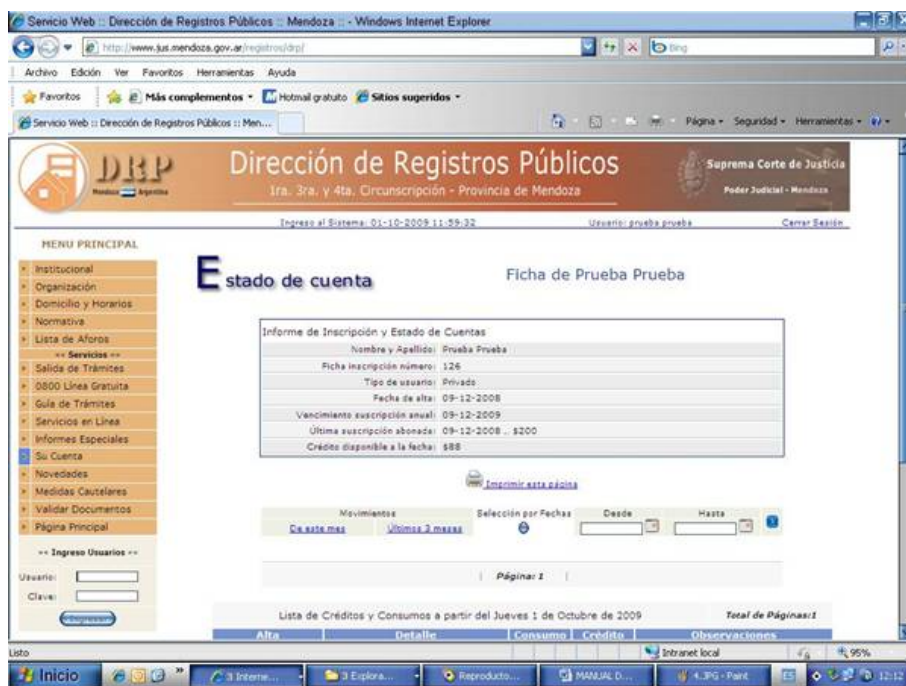 Servicio Web :: Dirección de Registros Públicos :: Mendoza :: - Windows Internet Explorer
http://www.jus.mendoza.gov.ar/registros/drp/
Bing
Archivo Edición Ver Favoritos Herramientas Ayuda
Favoritos Más complementos Hotmail gratuito Sitios sugeridos
Servicio Web :: Dirección de Registros Públicos :: Men...
Página Seguridad Herramientas
DRP
Mendoza Argentina
Dirección de Registros Públicos
1ra. 3ra. y 4ta. Circunscripción - Provincia de Mendoza
Suprema Corte de Justicia
Poder Judicial - Mendoza
Ingreso al Sistema: 01-10-2009 11:59:32 Usuario: prueba prueba Cerrar Sesión
MENU PRINCIPAL
Institucional
Organización
Domicilio y Horarios
Normativa
Lista de Aforos
== Servicios ==
Salida de Trámites
0800 Línea Gratuita
Guía de Trámites
Servicios en Línea
Informes Especiales
Su Cuenta
Novedades
Medidas Cautelares
Validar Documentos
Página Principal
== Ingreso Usuarios ==
Usuario:
Clave:
Estado de cuenta
Ficha de Prueba Prueba
Informe de Inscripción y Estado de Cuentas
Nombre y Apellido: Prueba Prueba
Ficha inscripción número: 126
Tipo de usuario: Privado
Fecha de alta: 09-12-2008
Vencimiento suscripción anual: 09-12-2009
Última suscripción abonada: 09-12-2008 .. $200
Crédito disponible a la fecha: $88
Imprimir esta página
Movimientos Selección por Fechas Desde Hasta
De este mes Últimos 3 meses
| Página: 1 |
Lista de Créditos y Consumos a partir del Jueves 1 de Octubre de 2009 Total de Páginas:1
Alta Detalle Consumo Crédito Observaciones
Listo Intranet local 95%
Inicio 3 Interne... 3 Explora... Reproducto... MANUAL D... 4.JPG - Paint ES 12:12